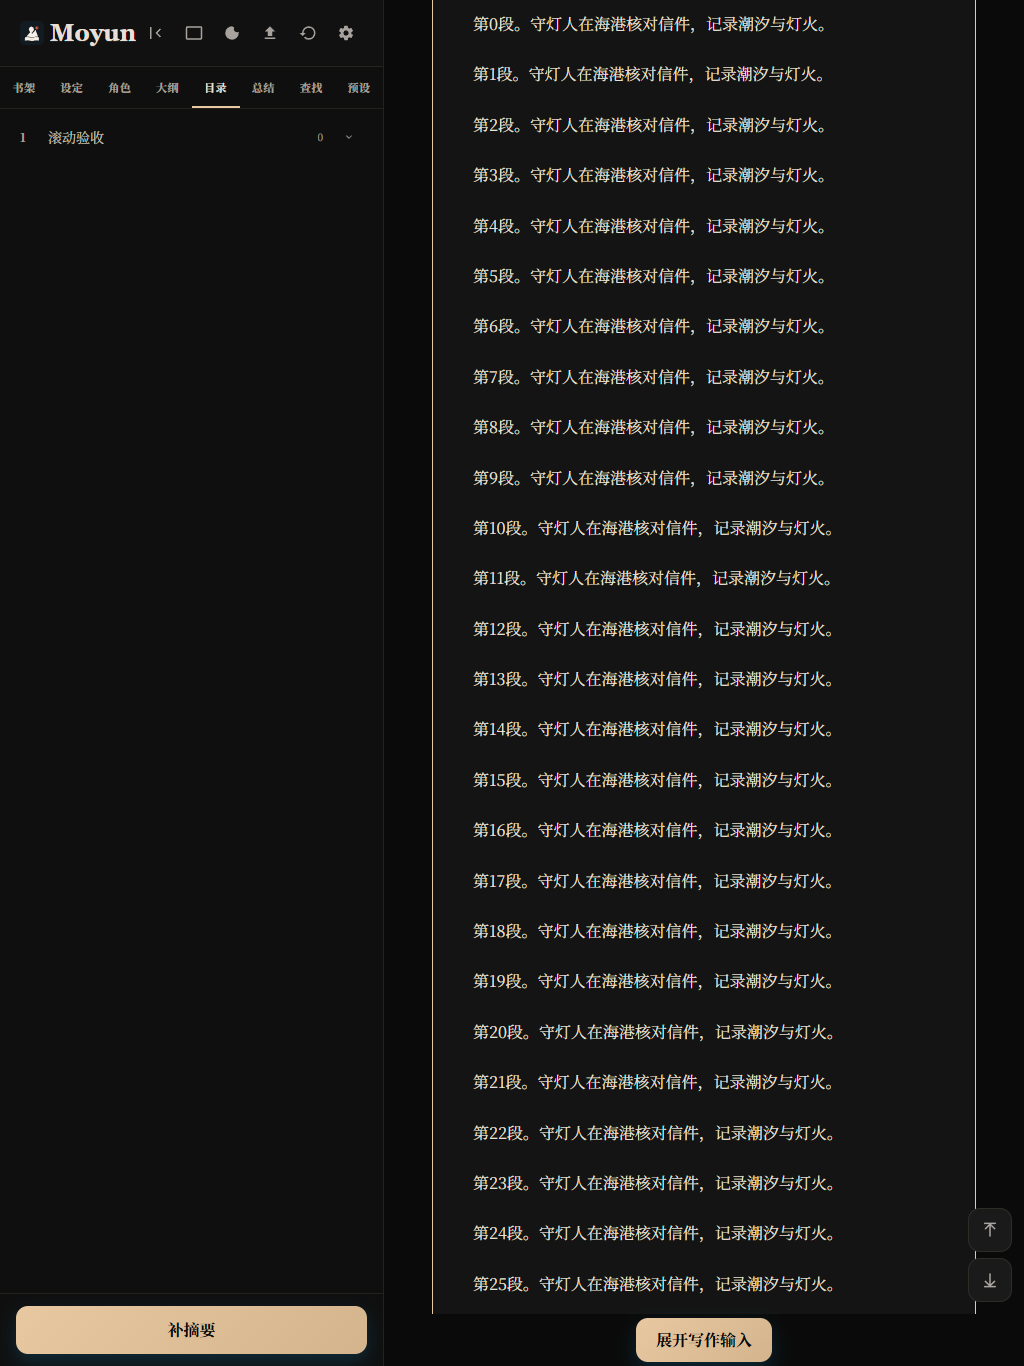 Moyun
书架 设定 角色 大纲 目录 总结 查找 预设
1 滚动验收 0
补摘要
第0段。守灯人在海港核对信件，记录潮汐与灯火。
第1段。守灯人在海港核对信件，记录潮汐与灯火。
第2段。守灯人在海港核对信件，记录潮汐与灯火。
第3段。守灯人在海港核对信件，记录潮汐与灯火。
第4段。守灯人在海港核对信件，记录潮汐与灯火。
第5段。守灯人在海港核对信件，记录潮汐与灯火。
第6段。守灯人在海港核对信件，记录潮汐与灯火。
第7段。守灯人在海港核对信件，记录潮汐与灯火。
第8段。守灯人在海港核对信件，记录潮汐与灯火。
第9段。守灯人在海港核对信件，记录潮汐与灯火。
第10段。守灯人在海港核对信件，记录潮汐与灯火。
第11段。守灯人在海港核对信件，记录潮汐与灯火。
第12段。守灯人在海港核对信件，记录潮汐与灯火。
第13段。守灯人在海港核对信件，记录潮汐与灯火。
第14段。守灯人在海港核对信件，记录潮汐与灯火。
第15段。守灯人在海港核对信件，记录潮汐与灯火。
第16段。守灯人在海港核对信件，记录潮汐与灯火。
第17段。守灯人在海港核对信件，记录潮汐与灯火。
第18段。守灯人在海港核对信件，记录潮汐与灯火。
第19段。守灯人在海港核对信件，记录潮汐与灯火。
第20段。守灯人在海港核对信件，记录潮汐与灯火。
第21段。守灯人在海港核对信件，记录潮汐与灯火。
第22段。守灯人在海港核对信件，记录潮汐与灯火。
第23段。守灯人在海港核对信件，记录潮汐与灯火。
第24段。守灯人在海港核对信件，记录潮汐与灯火。
第25段。守灯人在海港核对信件，记录潮汐与灯火。
展开写作输入